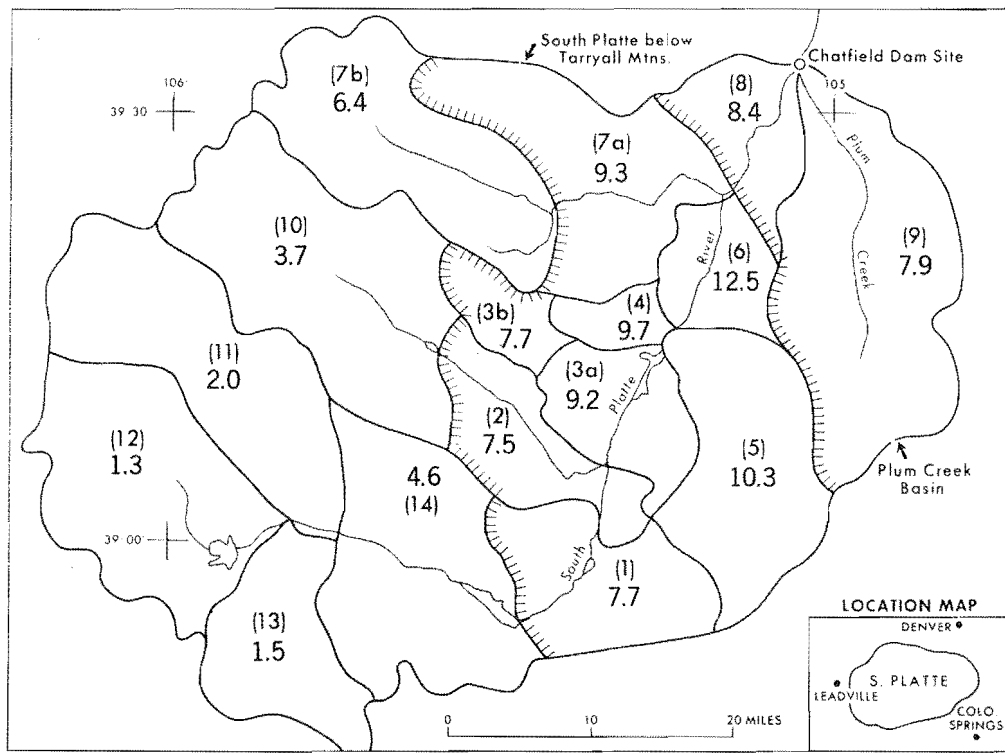 South Platte below
Tarryall Mtns.
Chatfield Dam Site
106°
39 30
105
(7b)
6.4
(8)
8.4
(7a)
9.3
Plum
Creek
(10)
3.7
(9)
7.9
River
(6)
12.5
(3b)
7.7
(4)
9.7
(11)
2.0
(3a)
9.2
Platte
(2)
7.5
(12)
1.3
4.6
(14)
(5)
10.3
Plum Creek
Basin
39 00'
South
(1)
7.7
(13)
1.5
LOCATION MAP
DENVER
S. PLATTE
LEADVILLE
COLO.
SPRINGS
0 10 20 MILES